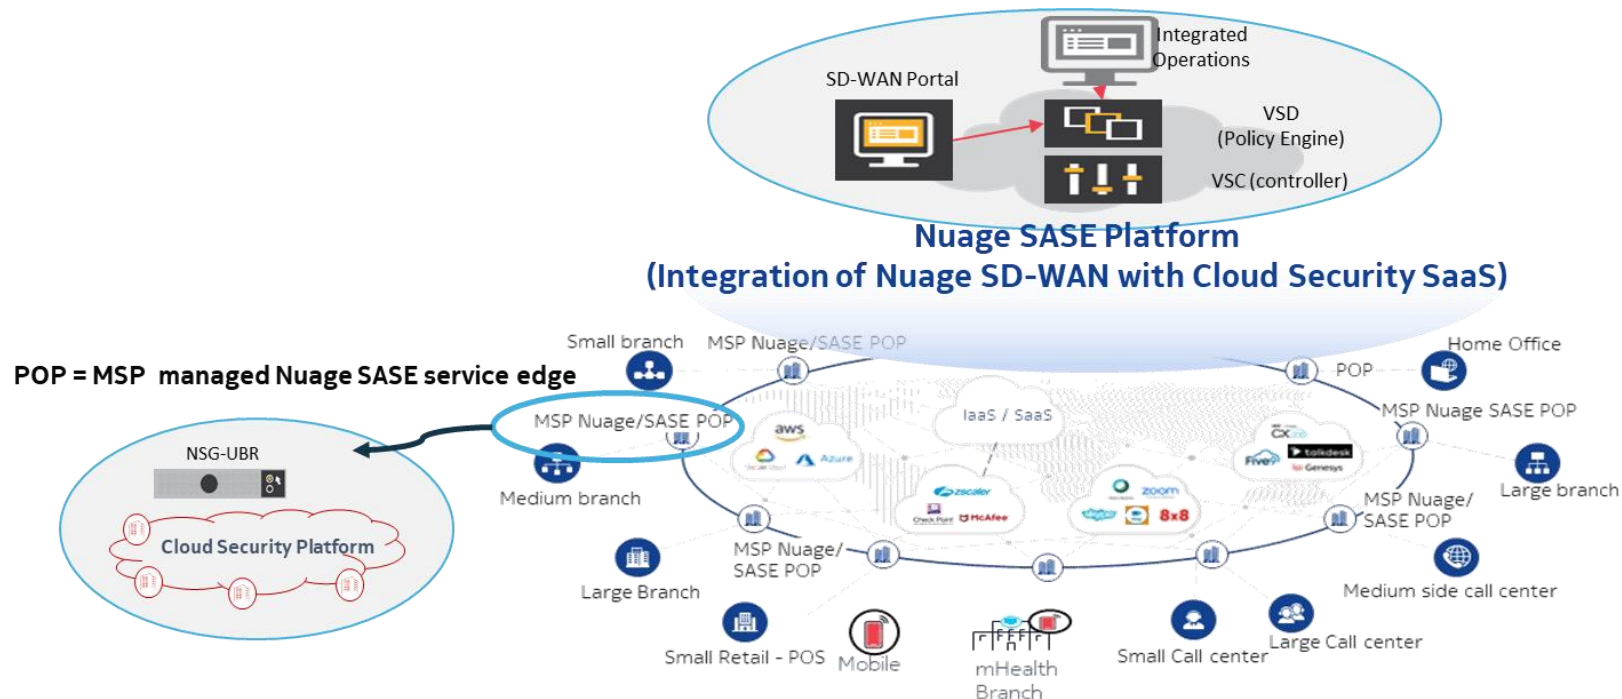 Integrated
Operations
SD-WAN Portal
VSD
(Policy Engine)
VSC (controller)
Nuage SASE Platform
(Integration of Nuage SD-WAN with Cloud Security SaaS)
Small branch
MSP Nuage/SASE POP
Home Office
POP
POP = MSP managed Nuage SASE service edge
MSP Nuage/SASE POP
MSP Nuage SASE POP
IaaS / SaaS
aws
Azure
CX
Five9
talkdesk
Genesys
NSG-UBR
Medium branch
Large branch
zscaler
Check Point
McAfee
zoom
skype
8x8
MSP Nuage/
SASE POP
Cloud Security Platform
MSP Nuage/
SASE POP
Large Branch
Medium side call center
Small Retail - POS
Mobile
mHealth
Branch
Small Call center
Large Call center